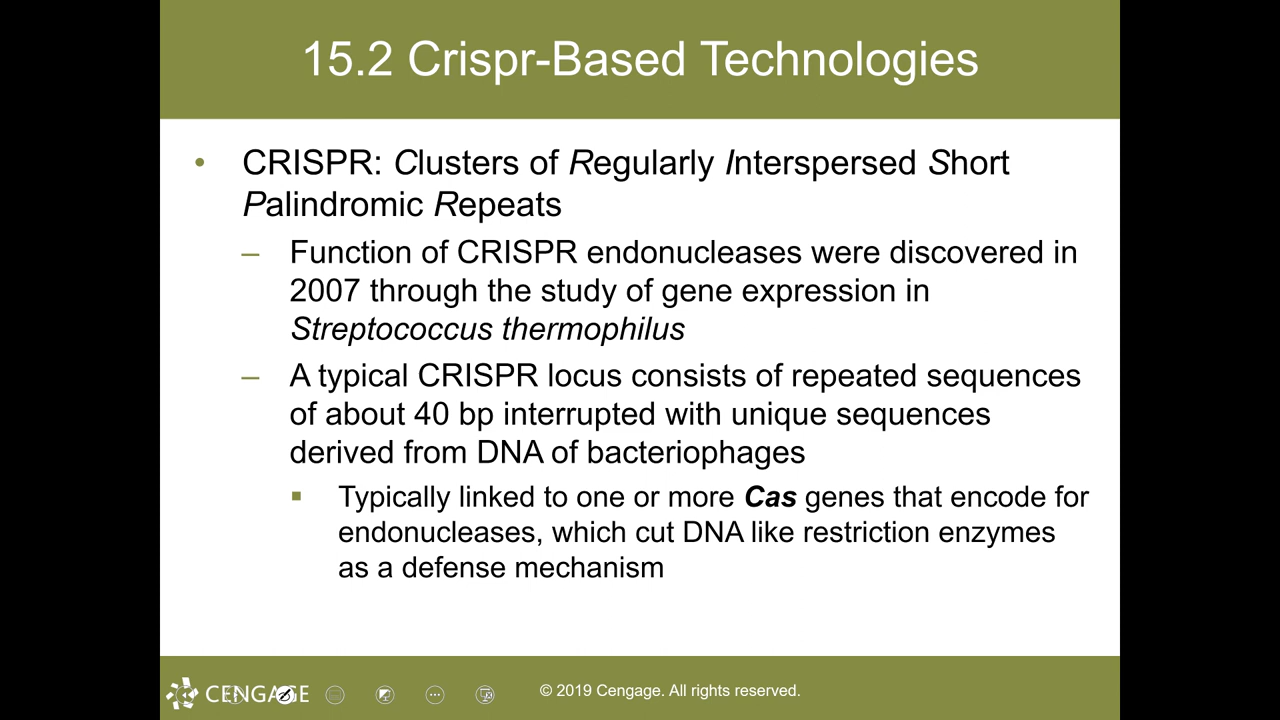 15.2 Crispr-Based Technologies
• CRISPR: Clusters of Regularly Interspersed Short
Palindromic Repeats
– Function of CRISPR endonucleases were discovered in
2007 through the study of gene expression in
Streptococcus thermophilus
– A typical CRISPR locus consists of repeated sequences
of about 40 bp interrupted with unique sequences
derived from DNA of bacteriophages
▪ Typically linked to one or more Cas genes that encode for
endonucleases, which cut DNA like restriction enzymes
as a defense mechanism
CENGAGE
© 2019 Cengage. All rights reserved.